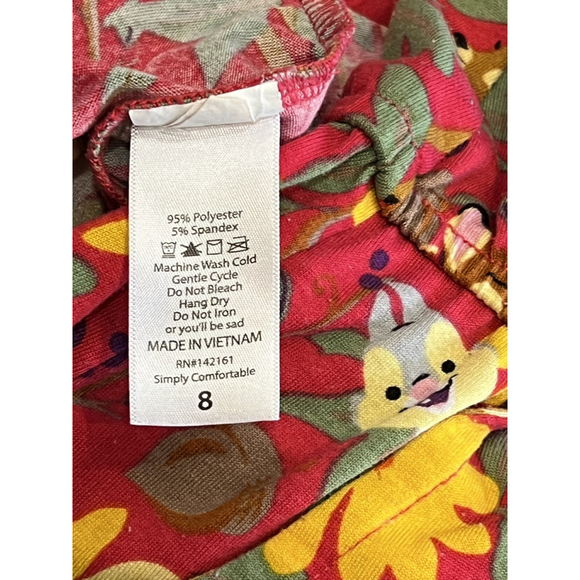 95% Polyester
5% Spandex
Machine Wash Cold
Gentle Cycle
Do Not Bleach
Hang Dry
Do Not Iron
or you'll be sad
MADE IN VIETNAM
RN#142161
Simply Comfortable
8